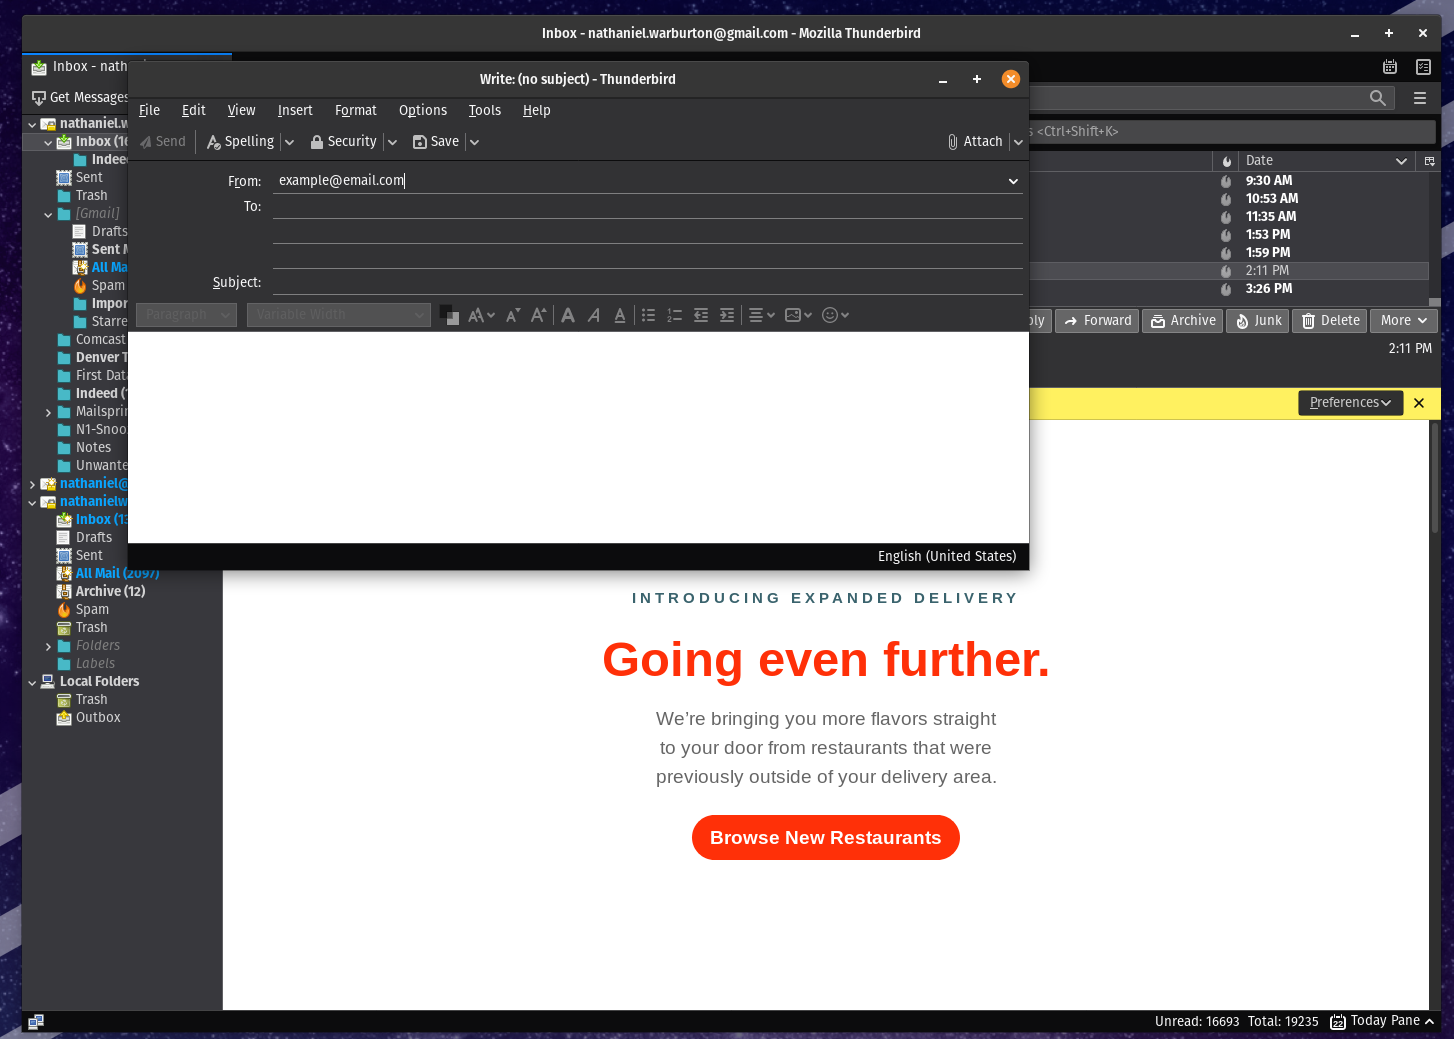 Inbox - nathaniel.warburton@gmail.com - Mozilla Thunderbird
Inbox - nath
Get Messages
Write: (no subject) - Thunderbird
File Edit View Insert Format Options Tools Help
Send Spelling Security Save Attach
From: example@email.com
To:
Subject:
Paragraph Variable Width
English (United States)
<Ctrl+Shift+K>
Date
9:30 AM
10:53 AM
11:35 AM
1:53 PM
1:59 PM
2:11 PM
3:26 PM
Forward Archive Junk Delete More
2:11 PM
Preferences
nathaniel.w
Inbox (16
Indeed
Sent
Trash
[Gmail]
Drafts
Sent M
All Ma
Spam
Impor
Starre
Comcast
Denver T
First Data
Indeed (
Mailsprin
N1-Snooz
Notes
Unwante
nathaniel@
nathanielw
Inbox (13
Drafts
Sent
All Mail (2097)
Archive (12)
Spam
Trash
Folders
Labels
Local Folders
Trash
Outbox
INTRODUCING EXPANDED DELIVERY
Going even further.
We’re bringing you more flavors straight
to your door from restaurants that were
previously outside of your delivery area.
Browse New Restaurants
Unread: 16693 Total: 19235 22 Today Pane